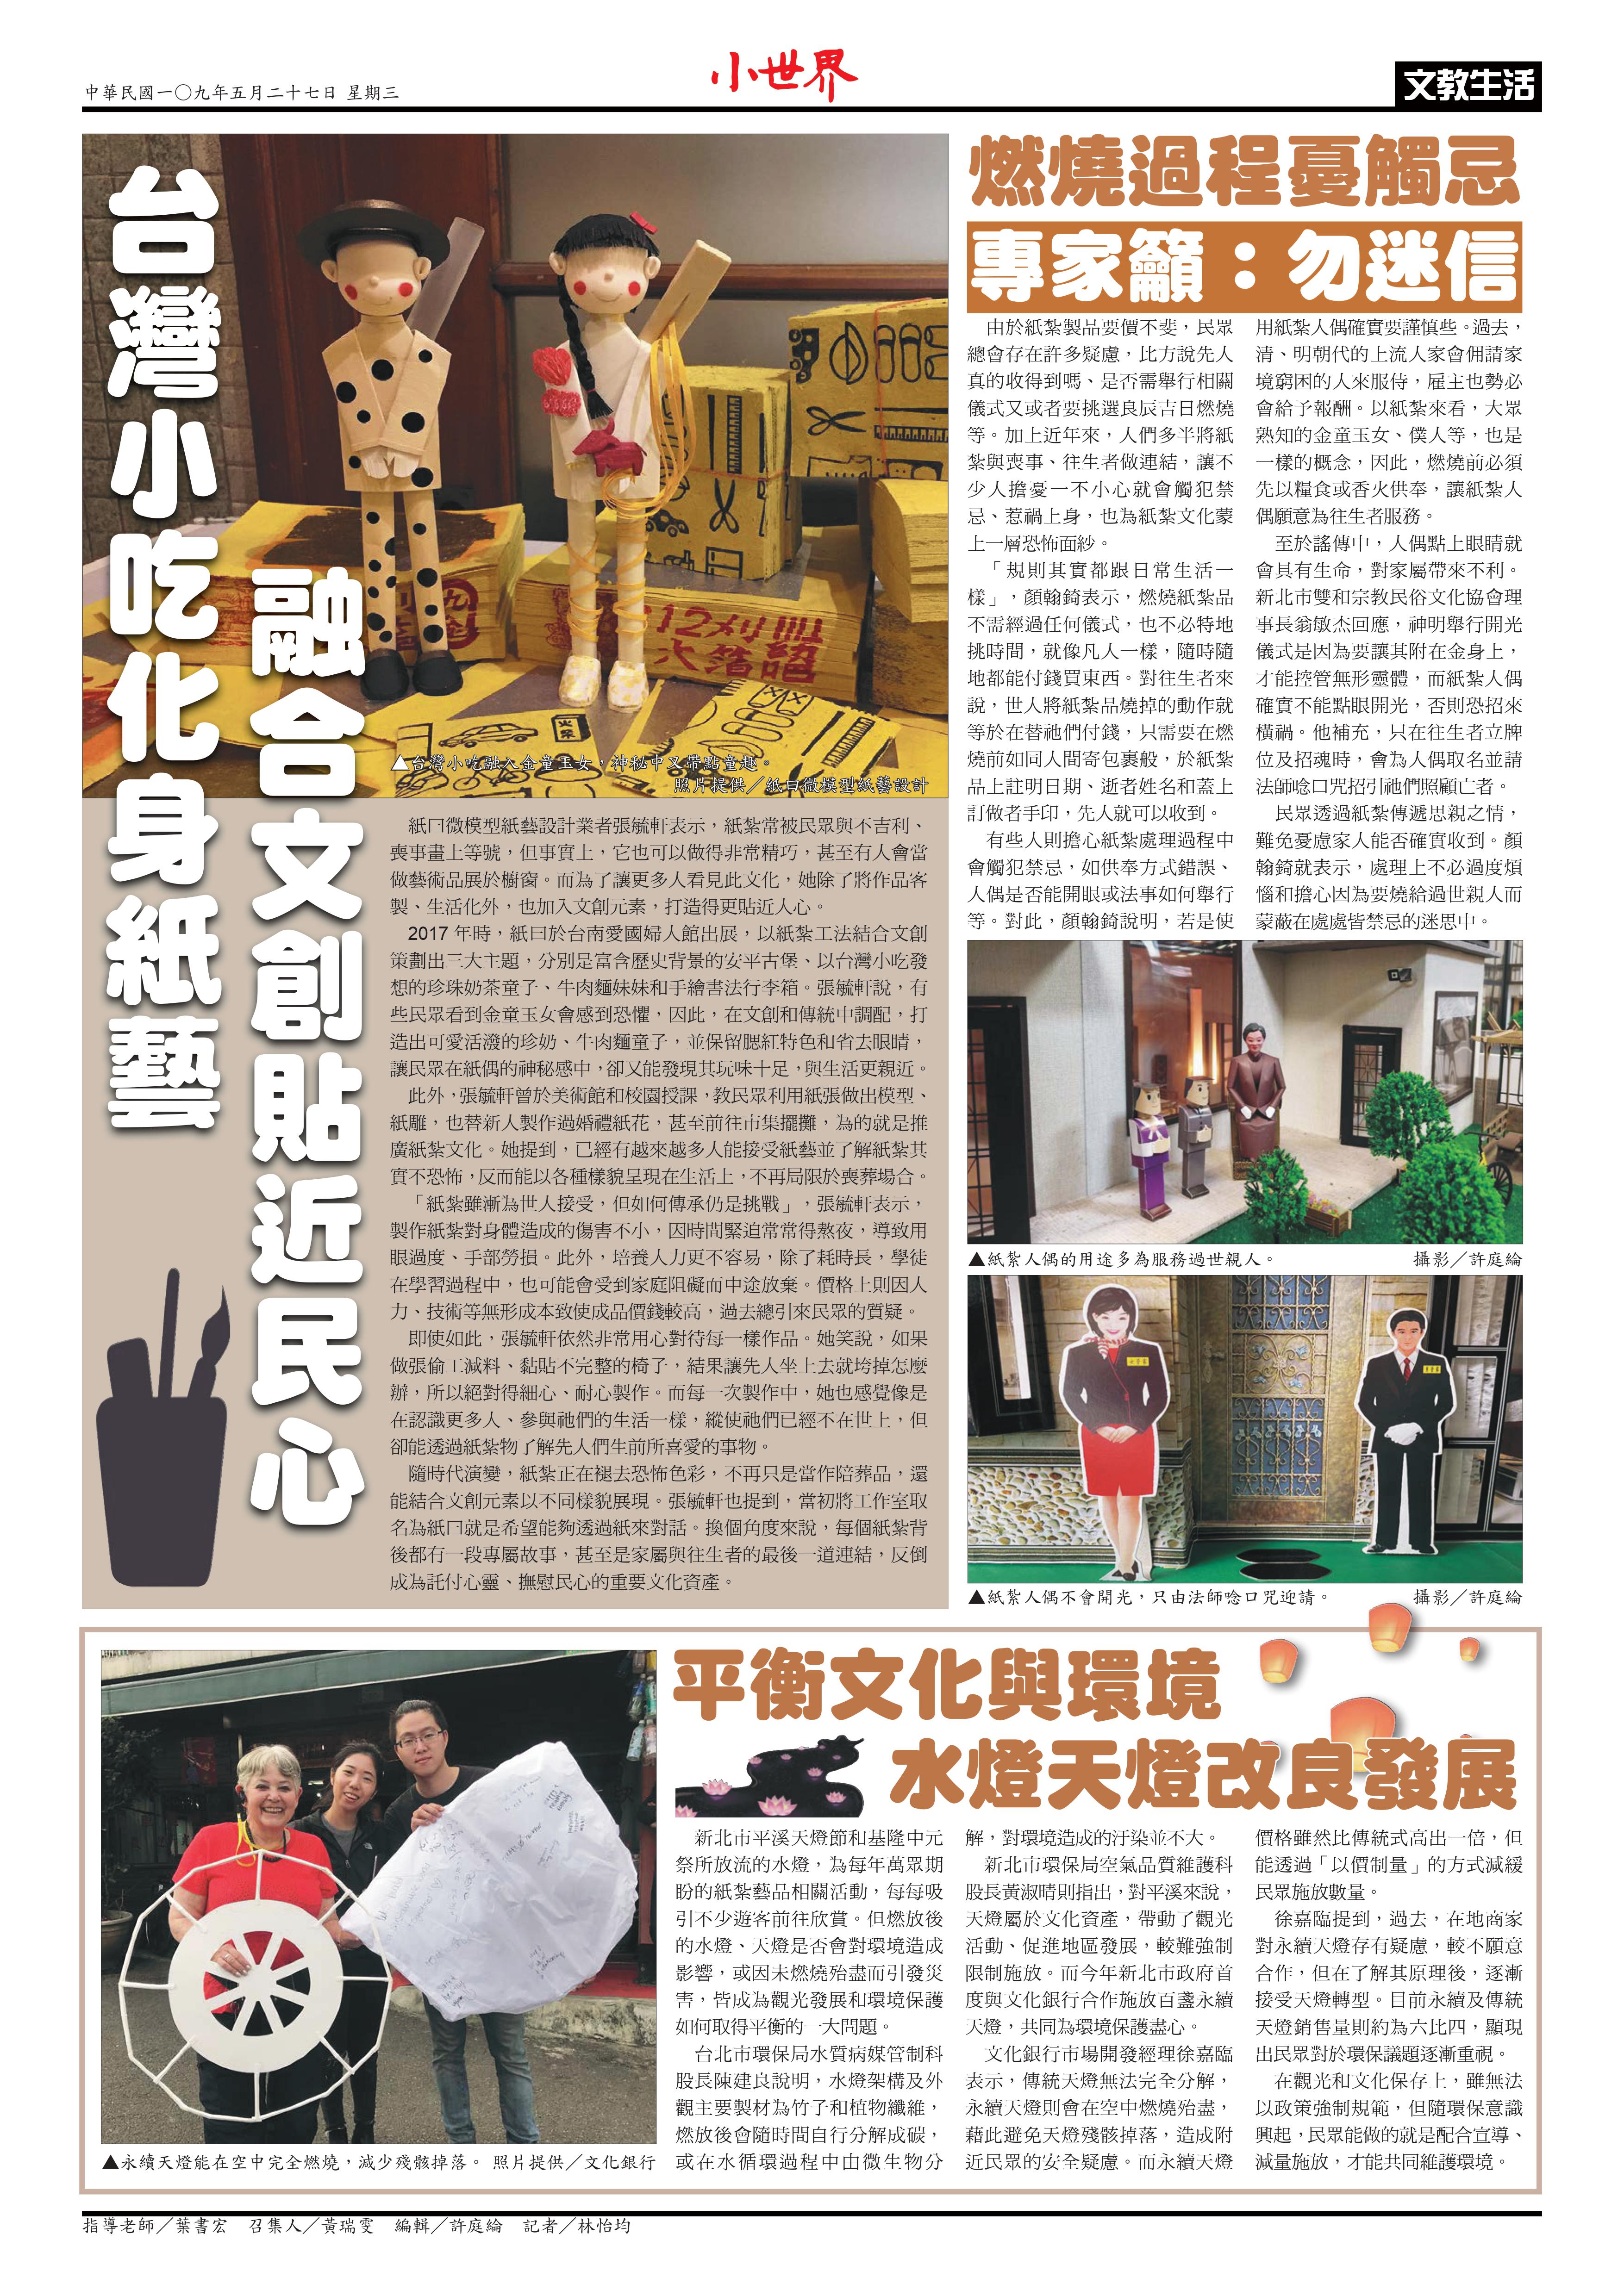 中華民國一〇九年五月二十七日 星期三
小世界
文教生活
台灣小吃化身紙藝
融合文創貼近民心
▲台灣小吃融入金童玉女，神秘中又帶點童趣。
照片提供／紙曰微模型紙藝設計
紙曰微模型紙藝設計業者張毓軒表示，紙紮常被民眾與不吉利、
喪事畫上等號，但事實上，它也可以做得非常精巧，甚至有人會當
做藝術品展於櫥窗。而為了讓更多人看見此文化，她除了將作品客
製、生活化外，也加入文創元素，打造得更貼近人心。
2017 年時，紙曰於台南愛國婦人館出展，以紙紮工法結合文創
策劃出三大主題，分別是富含歷史背景的安平古堡、以台灣小吃發
想的珍珠奶茶童子、牛肉麵妹妹和手繪書法行李箱。張毓軒說，有
些民眾看到金童玉女會感到恐懼，因此，在文創和傳統中調配，打
造出可愛活潑的珍奶、牛肉麵童子，並保留腮紅特色和省去眼睛，
讓民眾在紙偶的神秘感中，卻又能發現其玩味十足，與生活更親近。
此外，張毓軒曾於美術館和校園授課，教民眾利用紙張做出模型、
紙雕，也替新人製作過婚禮紙花，甚至前往市集擺攤，為的就是推
廣紙紮文化。她提到，已經有越來越多人能接受紙藝並了解紙紮其
實不恐怖，反而能以各種樣貌呈現在生活上，不再局限於喪葬場合。
「紙紮雖漸為世人接受，但如何傳承仍是挑戰」，張毓軒表示，
製作紙紮對身體造成的傷害不小，因時間緊迫常常得熬夜，導致用
眼過度、手部勞損。此外，培養人力更不容易，除了耗時長，學徒
在學習過程中，也可能會受到家庭阻礙而中途放棄。價格上則因人
力、技術等無形成本致使成品價錢較高，過去總引來民眾的質疑。
即使如此，張毓軒依然非常用心對待每一樣作品。她笑說，如果
做張偷工減料、黏貼不完整的椅子，結果讓先人坐上去就垮掉怎麼
辦，所以絕對得細心、耐心製作。而每一次製作中，她也感覺像是
在認識更多人、參與祂們的生活一樣，縱使祂們已經不在世上，但
卻能透過紙紮物了解先人們生前所喜愛的事物。
隨時代演變，紙紮正在褪去恐怖色彩，不再只是當作陪葬品，還
能結合文創元素以不同樣貌展現。張毓軒也提到，當初將工作室取
名為紙曰就是希望能夠透過紙來對話。換個角度來說，每個紙紮背
後都有一段專屬故事，甚至是家屬與往生者的最後一道連結，反倒
成為託付心靈、撫慰民心的重要文化資產。
燃燒過程憂觸忌
專家籲：勿迷信
由於紙紮製品要價不斐，民眾
總會存在許多疑慮，比方說先人
真的收得到嗎、是否需舉行相關
儀式又或者要挑選良辰吉日燃燒
等。加上近年來，人們多半將紙
紮與喪事、往生者做連結，讓不
少人擔憂一不小心就會觸犯禁
忌、惹禍上身，也為紙紮文化蒙
上一層恐怖面紗。
「規則其實都跟日常生活一
樣」，顏翰錡表示，燃燒紙紮品
不需經過任何儀式，也不必特地
挑時間，就像凡人一樣，隨時隨
地都能付錢買東西。對往生者來
說，世人將紙紮品燒掉的動作就
等於在替祂們付錢，只需要在燃
燒前如同人間寄包裹般，於紙紮
品上註明日期、逝者姓名和蓋上
訂做者手印，先人就可以收到。
有些人則擔心紙紮處理過程中
會觸犯禁忌，如供奉方式錯誤、
人偶是否能開眼或法事如何舉行
等。對此，顏翰錡說明，若是使
用紙紮人偶確實要謹慎些。過去，
清、明朝代的上流人家會佣請家
境窮困的人來服侍，雇主也勢必
會給予報酬。以紙紮來看，大眾
熟知的金童玉女、僕人等，也是
一樣的概念，因此，燃燒前必須
先以糧食或香火供奉，讓紙紮人
偶願意為往生者服務。
至於謠傳中，人偶點上眼睛就
會具有生命，對家屬帶來不利。
新北市雙和宗教民俗文化協會理
事長翁敏杰回應，神明舉行開光
儀式是因為要讓其附在金身上，
才能控管無形靈體，而紙紮人偶
確實不能點眼開光，否則恐招來
橫禍。他補充，只在往生者立牌
位及招魂時，會為人偶取名並請
法師唸口咒招引祂們照顧亡者。
民眾透過紙紮傳遞思親之情，
難免憂慮家人能否確實收到。顏
翰錡就表示，處理上不必過度煩
惱和擔心因為要燒給過世親人而
蒙蔽在處處皆禁忌的迷思中。
▲紙紮人偶的用途多為服務過世親人。 攝影／許庭綸
▲紙紮人偶不會開光，只由法師唸口咒迎請。 攝影／許庭綸
平衡文化與環境
水燈天燈改良發展
▲永續天燈能在空中完全燃燒，減少殘骸掉落。 照片提供／文化銀行
新北市平溪天燈節和基隆中元
祭所放流的水燈，為每年萬眾期
盼的紙紮藝品相關活動，每每吸
引不少遊客前往欣賞。但燃放後
的水燈、天燈是否會對環境造成
影響，或因未燃燒殆盡而引發災
害，皆成為觀光發展和環境保護
如何取得平衡的一大問題。
台北市環保局水質病媒管制科
股長陳建良說明，水燈架構及外
觀主要製材為竹子和植物纖維，
燃放後會隨時間自行分解成碳，
或在水循環過程中由微生物分
解，對環境造成的汙染並不大。
新北市環保局空氣品質維護科
股長黃淑晴則指出，對平溪來說，
天燈屬於文化資產，帶動了觀光
活動、促進地區發展，較難強制
限制施放。而今年新北市政府首
度與文化銀行合作施放百盞永續
天燈，共同為環境保護盡心。
文化銀行市場開發經理徐嘉臨
表示，傳統天燈無法完全分解，
永續天燈則會在空中燃燒殆盡，
藉此避免天燈殘骸掉落，造成附
近民眾的安全疑慮。而永續天燈
價格雖然比傳統式高出一倍，但
能透過「以價制量」的方式減緩
民眾施放數量。
徐嘉臨提到，過去，在地商家
對永續天燈存有疑慮，較不願意
合作，但在了解其原理後，逐漸
接受天燈轉型。目前永續及傳統
天燈銷售量則約為六比四，顯現
出民眾對於環保議題逐漸重視。
在觀光和文化保存上，雖無法
以政策強制規範，但隨環保意識
興起，民眾能做的就是配合宣導、
減量施放，才能共同維護環境。
指導老師／葉書宏 召集人／黃瑞雯 編輯／許庭綸 記者／林怡均